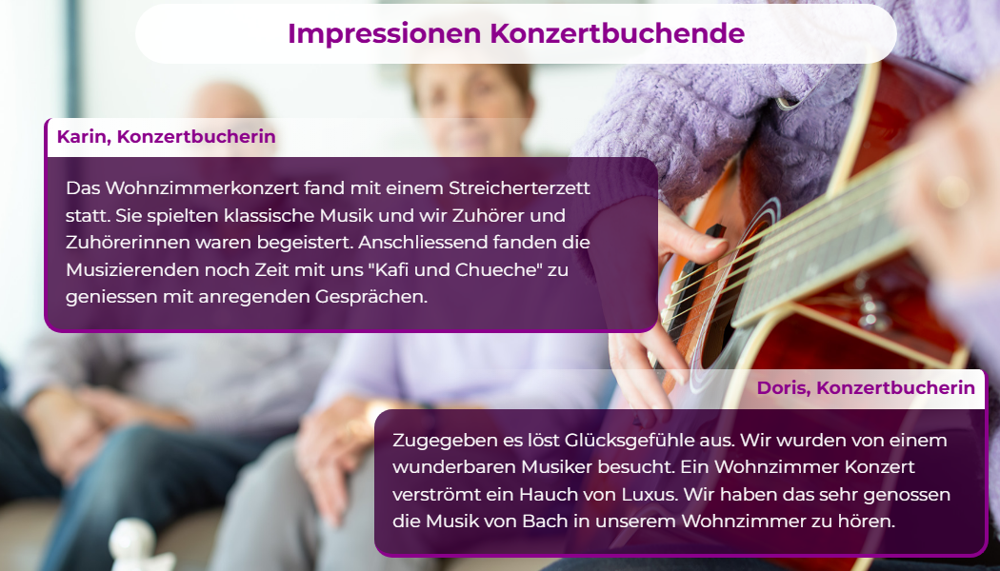 Impressionen Konzertbuchende
Karin, Konzertbucherin
Das Wohnzimmerkonzert fand mit einem Streicherterzett
statt. Sie spielten klassische Musik und wir Zuhörer und
Zuhörerinnen waren begeistert. Anschliessend fanden die
Musizierenden noch Zeit mit uns "Kafi und Chueche" zu
geniessen mit anregenden Gesprächen.
Doris, Konzertbucherin
Zugegeben es löst Glücksgefühle aus. Wir wurden von einem
wunderbaren Musiker besucht. Ein Wohnzimmer Konzert
verströmt ein Hauch von Luxus. Wir haben das sehr genossen
die Musik von Bach in unserem Wohnzimmer zu hören.